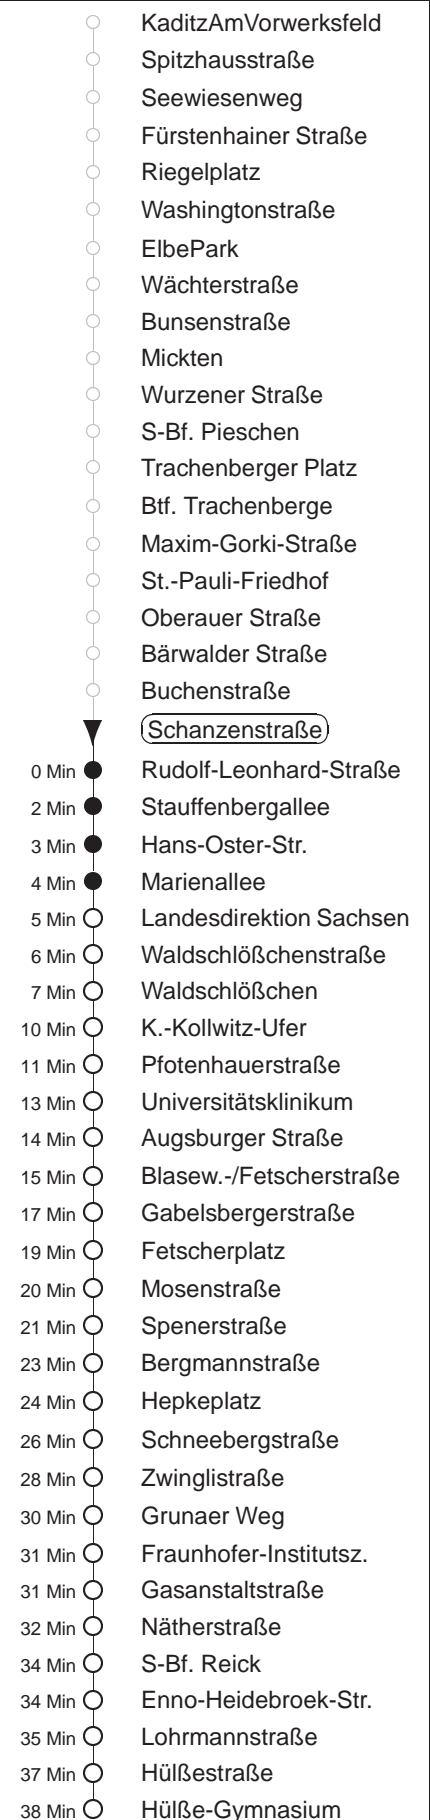 KaditzAmVorwerksfeld
Spitzhausstraße
Seewiesenweg
Fürstenhainer Straße
Riegelplatz
Washingtonstraße
ElbePark
Wächterstraße
Bunsenstraße
Mickten
Wurzener Straße
S-Bf. Pieschen
Trachenberger Platz
Btf. Trachenberge
Maxim-Gorki-Straße
St.-Pauli-Friedhof
Oberauer Straße
Bärwalder Straße
Buchenstraße
Schanzenstraße
0 Min Rudolf-Leonhard-Straße
2 Min Stauffenbergallee
3 Min Hans-Oster-Str.
4 Min Marienallee
5 Min Landesdirektion Sachsen
6 Min Waldschlößchenstraße
7 Min Waldschlößchen
10 Min K.-Kollwitz-Ufer
11 Min Pfotenhauerstraße
13 Min Universitätsklinikum
14 Min Augsburger Straße
15 Min Blasew.-/Fetscherstraße
17 Min Gabelsbergerstraße
19 Min Fetscherplatz
20 Min Mosenstraße
21 Min Spenerstraße
23 Min Bergmannstraße
24 Min Hepkeplatz
26 Min Schneebergstraße
28 Min Zwinglistraße
30 Min Grunaer Weg
31 Min Fraunhofer-Institutsz.
31 Min Gasanstaltstraße
32 Min Nätherstraße
34 Min S-Bf. Reick
34 Min Enno-Heidebroek-Str.
35 Min Lohrmannstraße
37 Min Hülßestraße
38 Min Hülße-Gymnasium